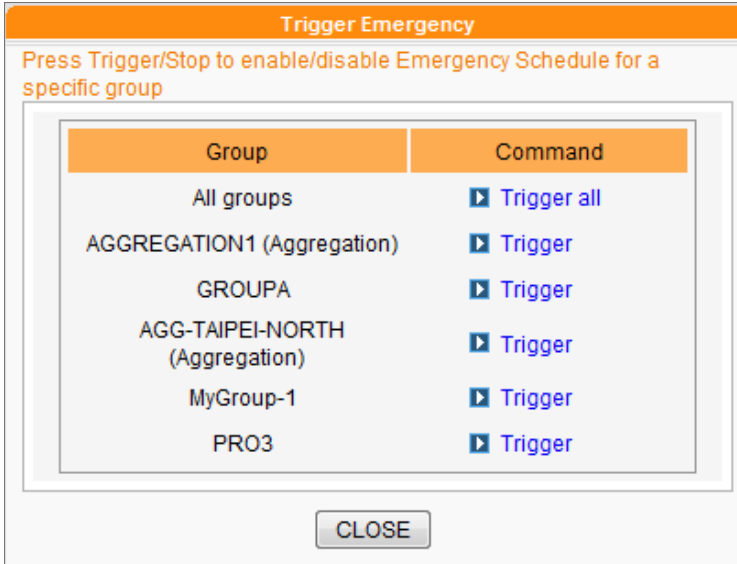 Trigger Emergency
Press Trigger/Stop to enable/disable Emergency Schedule for a
specific group
Group Command
All groups Trigger all
AGGREGATION1 (Aggregation) Trigger
GROUPA Trigger
AGG-TAIPEI-NORTH
(Aggregation) Trigger
MyGroup-1 Trigger
PRO3 Trigger
CLOSE